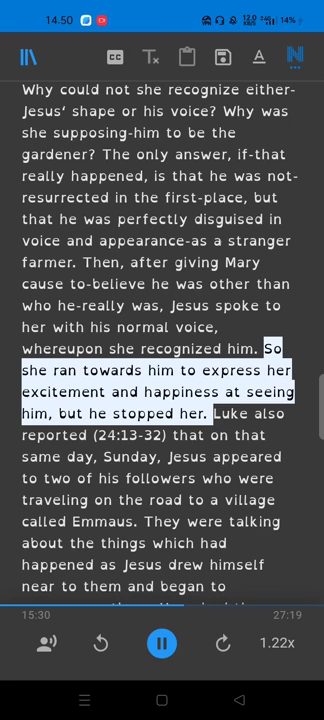 14.50 12.0 KB/S 14%
CC T A N
Why could not she recognize either-
Jesus‘ shape or his voice? Why was
she supposing-him to be the
gardener? The only answer, if-that
really happened, is that he was not-
resurrected in the first-place, but
that he was perfectly disguised in
voice and appearance-as a stranger
farmer. Then, after giving Mary
cause to-believe he was other than
who he-really was, Jesus spoke to
her with his normal voice,
whereupon she recognized him. So
she ran towards him to express her
excitement and happiness at seeing
him, but he stopped her. Luke also
reported (24:13-32) that on that
same day, Sunday, Jesus appeared
to two of his followers who were
traveling on the road to a village
called Emmaus. They were talking
about the things which had
happened as Jesus drew himself
near to them and began to
15:30 27:19
1.22x